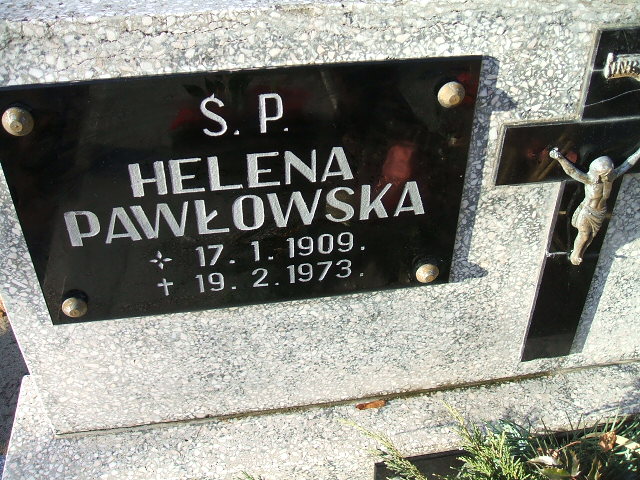 Ś. P.
HELENA
PAWŁOWSKA
✢ 17. 1. 1909.
† 19. 2. 1973.